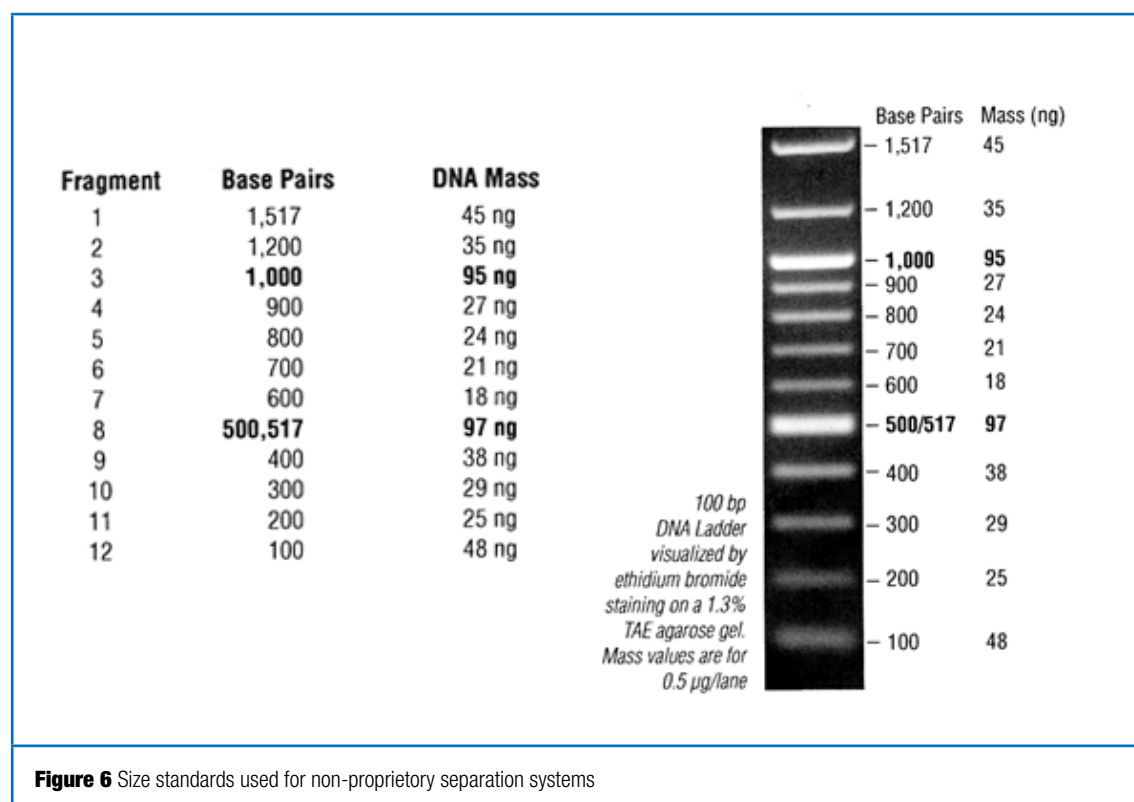 Fragment Base Pairs DNA Mass
1 1,517 45 ng
2 1,200 35 ng
3 1,000 95 ng
4 900 27 ng
5 800 24 ng
6 700 21 ng
7 600 18 ng
8 500,517 97 ng
9 400 38 ng
10 300 29 ng
11 200 25 ng
12 100 48 ng
100 bp
DNA Ladder
visualized by
ethidium bromide
staining on a 1.3%
TAE agarose gel.
Mass values are for
0.5 µg/lane
Base Pairs Mass (ng)
– 1,517 45
– 1,200 35
– 1,000 95
– 900 27
– 800 24
– 700 21
– 600 18
– 500/517 97
– 400 38
– 300 29
– 200 25
– 100 48
Figure 6 Size standards used for non-proprietory separation systems